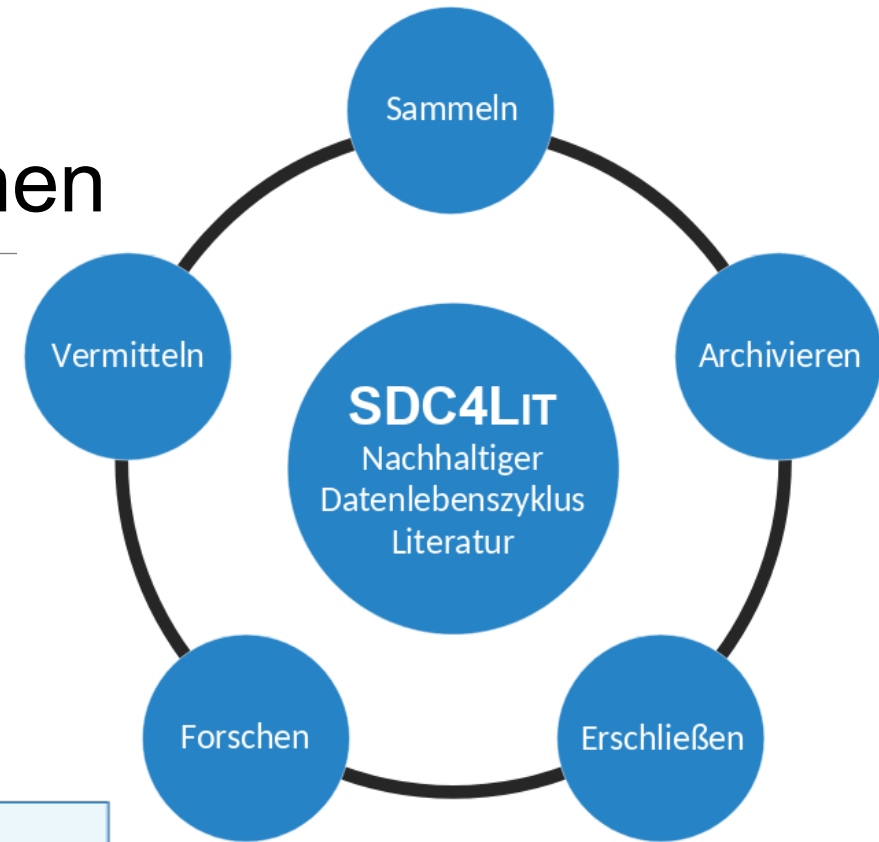 Sammeln
Vermitteln
Archivieren
SDC4LIT
Nachhaltiger
Datenlebenszyklus
Literatur
Forschen
Erschließen